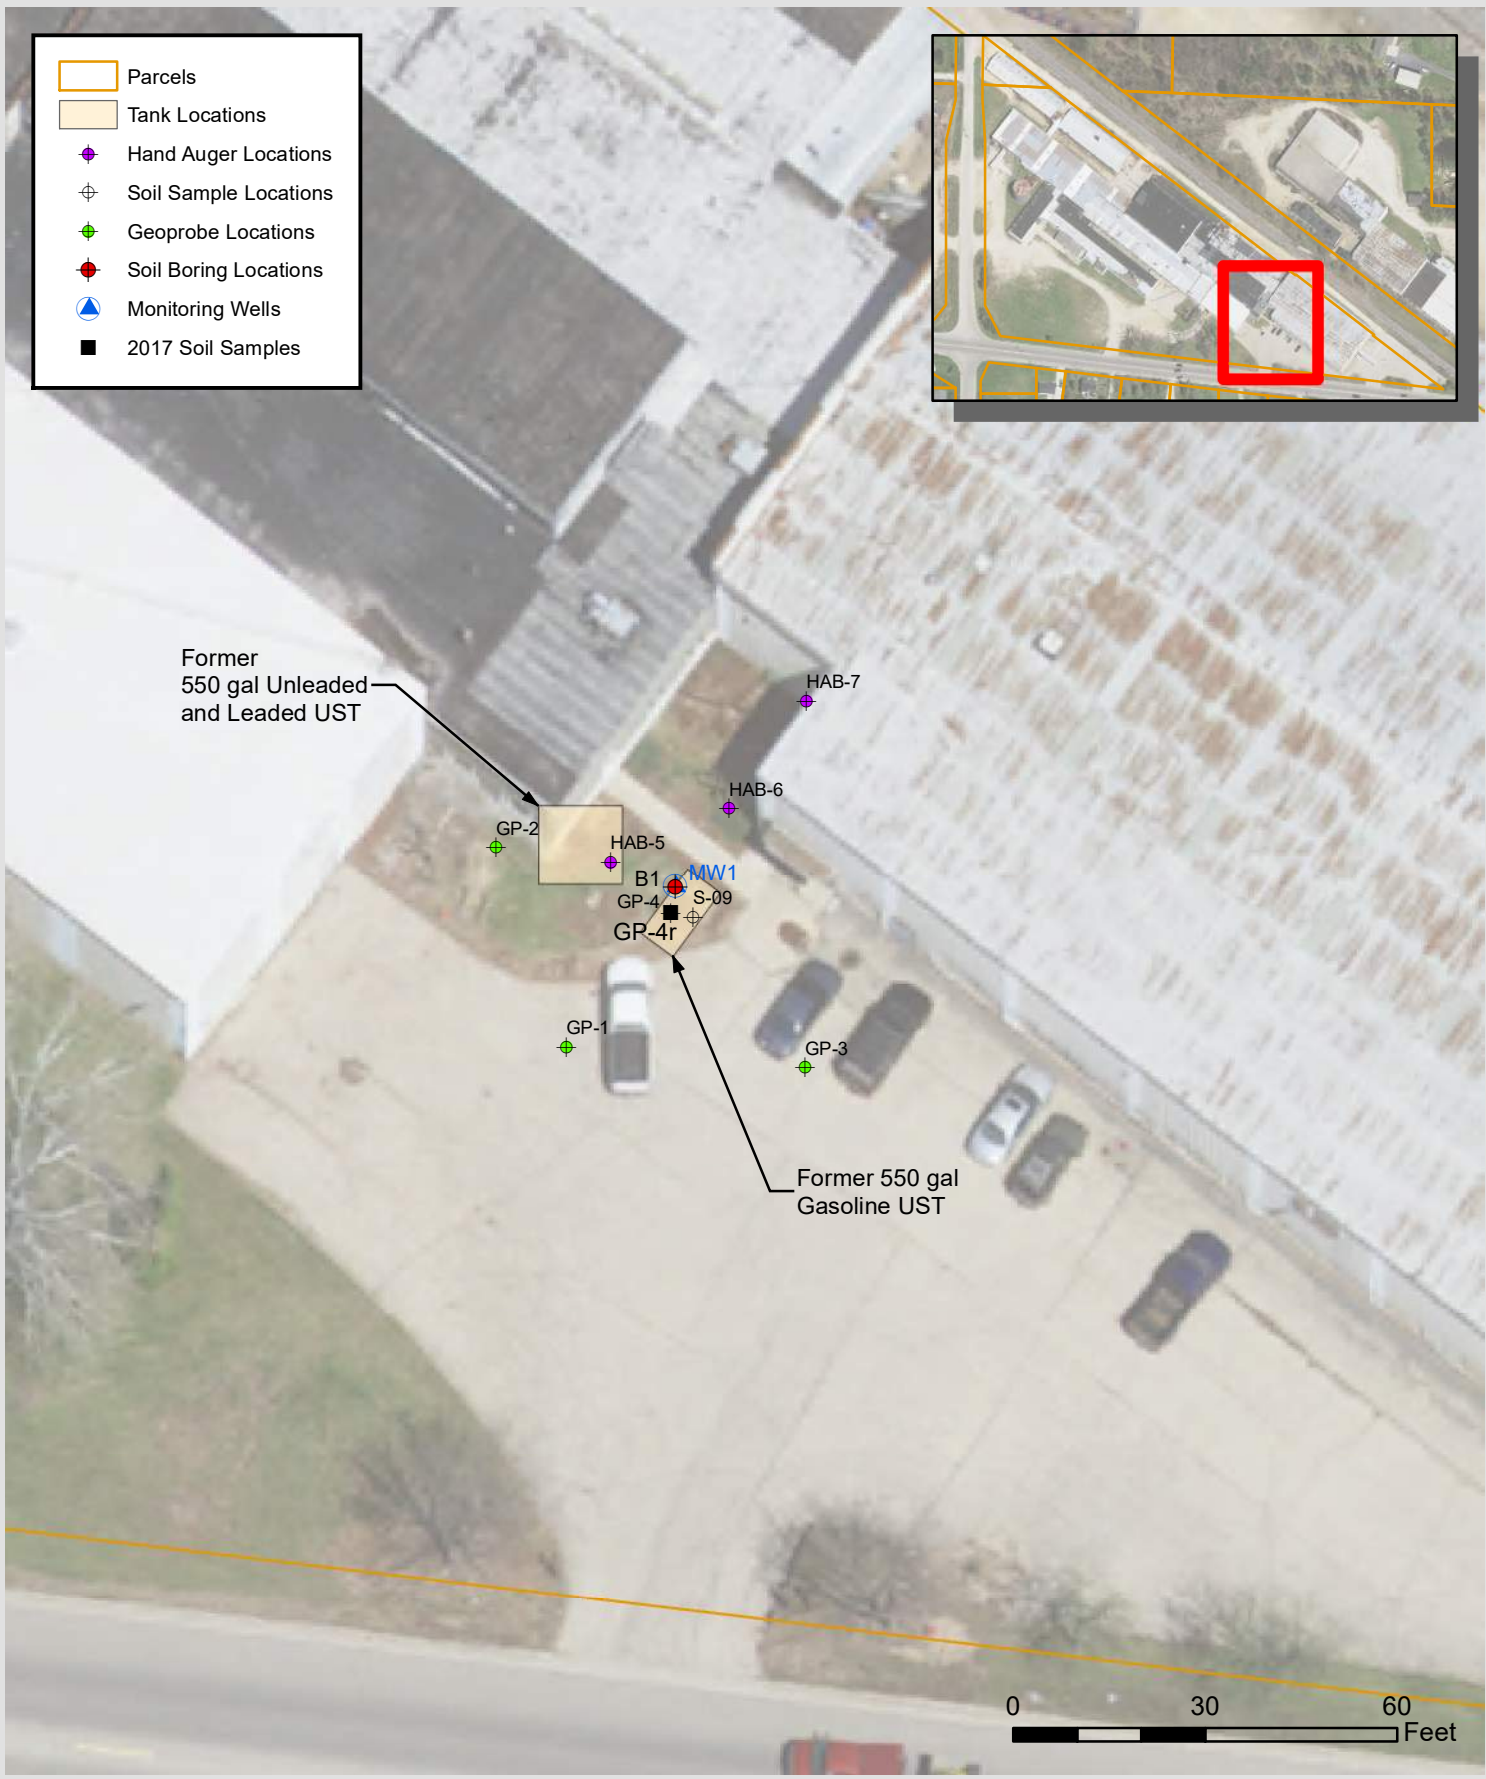 Parcels
Tank Locations
Hand Auger Locations
Soil Sample Locations
Geoprobe Locations
Soil Boring Locations
Monitoring Wells
2017 Soil Samples
Former
550 gal Unleaded
and Leaded UST
HAB-7
HAB-6
GP-2
HAB-5
B1
MW1
GP-4
S-09
GP-4r
GP-1
GP-3
Former 550 gal
Gasoline UST
0 30 60
Feet